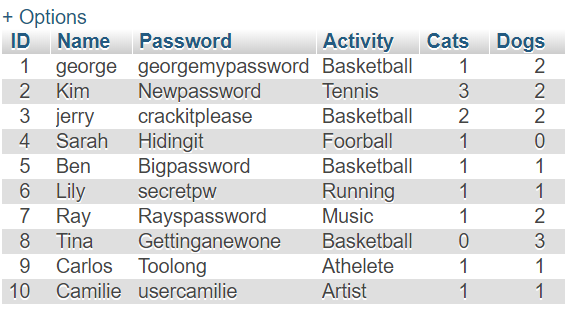 + Options
ID Name Password Activity Cats Dogs
1 george georgemypassword Basketball 1 2
2 Kim Newpassword Tennis 3 2
3 jerry crackitplease Basketball 2 2
4 Sarah Hidingit Foorball 1 0
5 Ben Bigpassword Basketball 1 1
6 Lily secretpw Running 1 1
7 Ray Rayspassword Music 1 2
8 Tina Gettinganewone Basketball 0 3
9 Carlos Toolong Athelete 1 1
10 Camilie usercamilie Artist 1 1